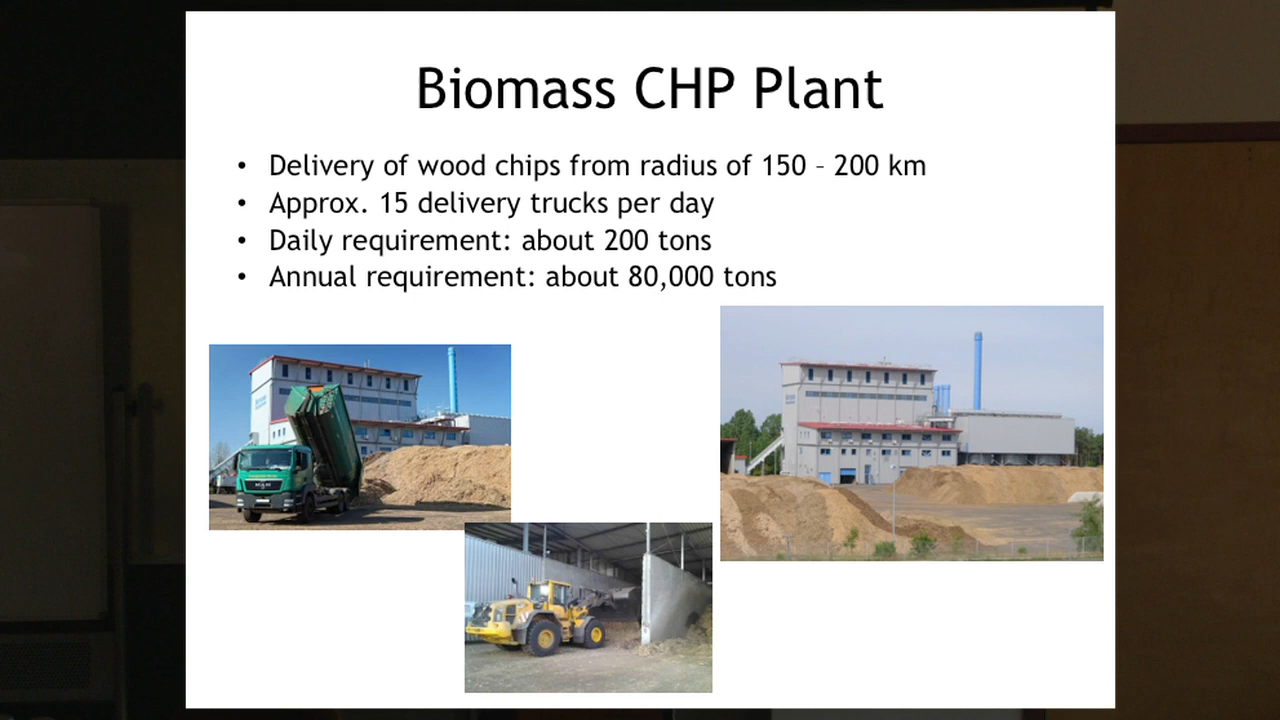 Biomass CHP Plant
• Delivery of wood chips from radius of 150 – 200 km
• Approx. 15 delivery trucks per day
• Daily requirement: about 200 tons
• Annual requirement: about 80,000 tons